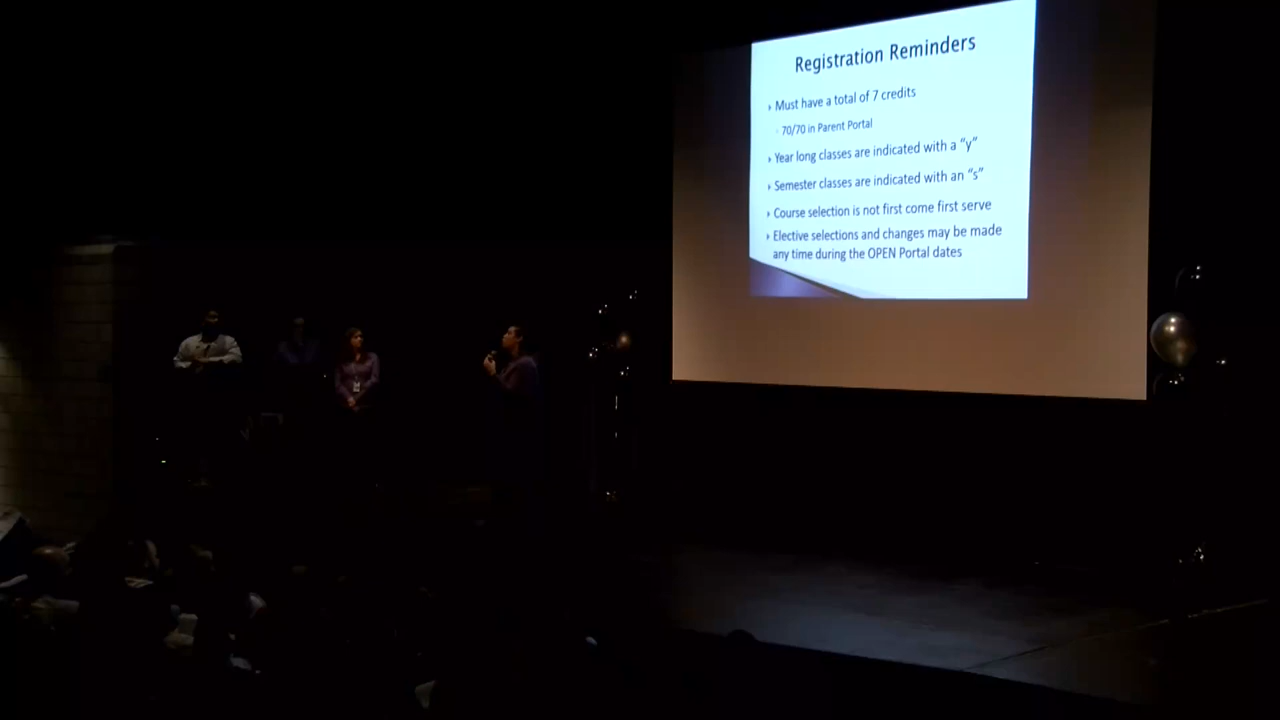 Registration Reminders
Must have a total of 7 credits
70/70 in Parent Portal
Year long classes are indicated with a "y"
Semester classes are indicated with an "s"
Course selection is not first come first serve
Elective selections and changes may be made
any time during the OPEN Portal dates